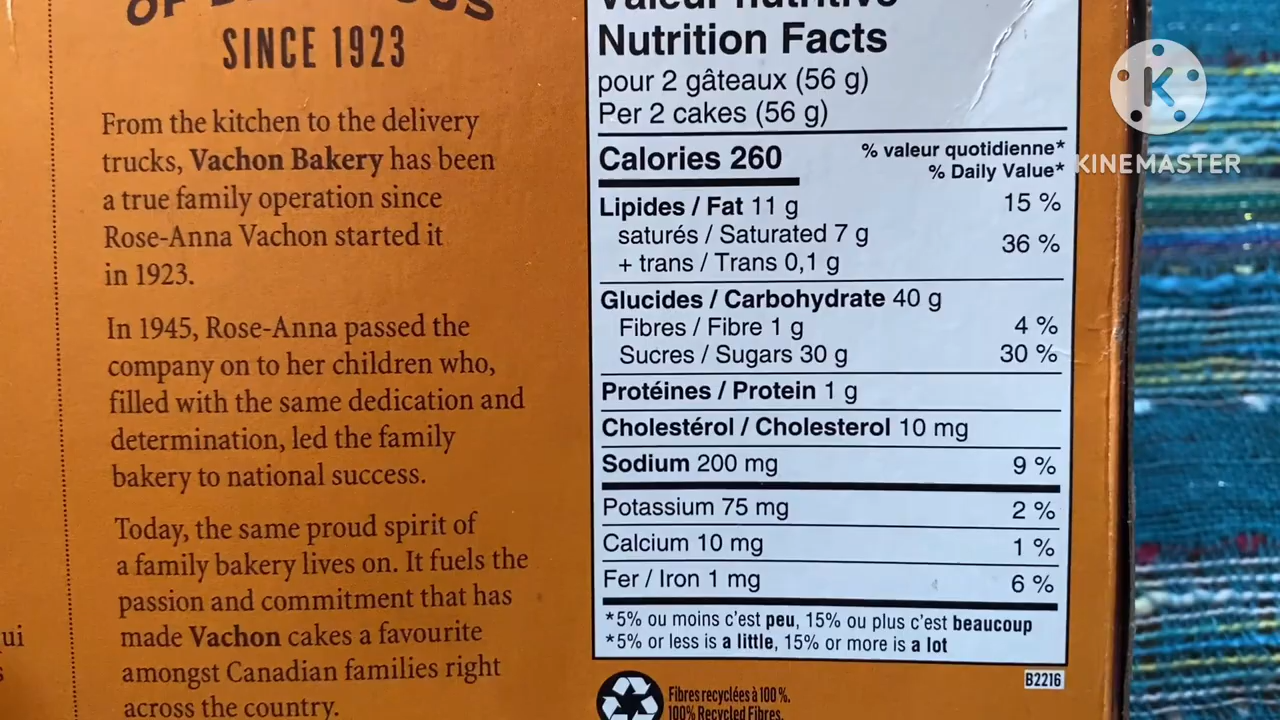 OF
SINCE 1923
From the kitchen to the delivery
trucks, Vachon Bakery has been
a true family operation since
Rose-Anna Vachon started it
in 1923.
In 1945, Rose-Anna passed the
company on to her children who,
filled with the same dedication and
determination, led the family
bakery to national success.
Today, the same proud spirit of
a family bakery lives on. It fuels the
passion and commitment that has
made Vachon cakes a favourite
amongst Canadian families right
across the country.
ui
s
Valeur nutritive
Nutrition Facts
pour 2 gâteaux (56 g)
Per 2 cakes (56 g)
Calories 260
% valeur quotidienne*
% Daily Value*
Lipides / Fat 11 g 15 %
saturés / Saturated 7 g
+ trans / Trans 0,1 g 36 %
Glucides / Carbohydrate 40 g
Fibres / Fibre 1 g 4 %
Sucres / Sugars 30 g 30 %
Protéines / Protein 1 g
Cholestérol / Cholesterol 10 mg
Sodium 200 mg 9 %
Potassium 75 mg 2 %
Calcium 10 mg 1 %
Fer / Iron 1 mg 6 %
*5% ou moins c'est peu, 15% ou plus c'est beaucoup
*5% or less is a little, 15% or more is a lot
B2216
Fibres recyclées à 100 %.
100% Recycled Fibres.
K
KINEMASTER